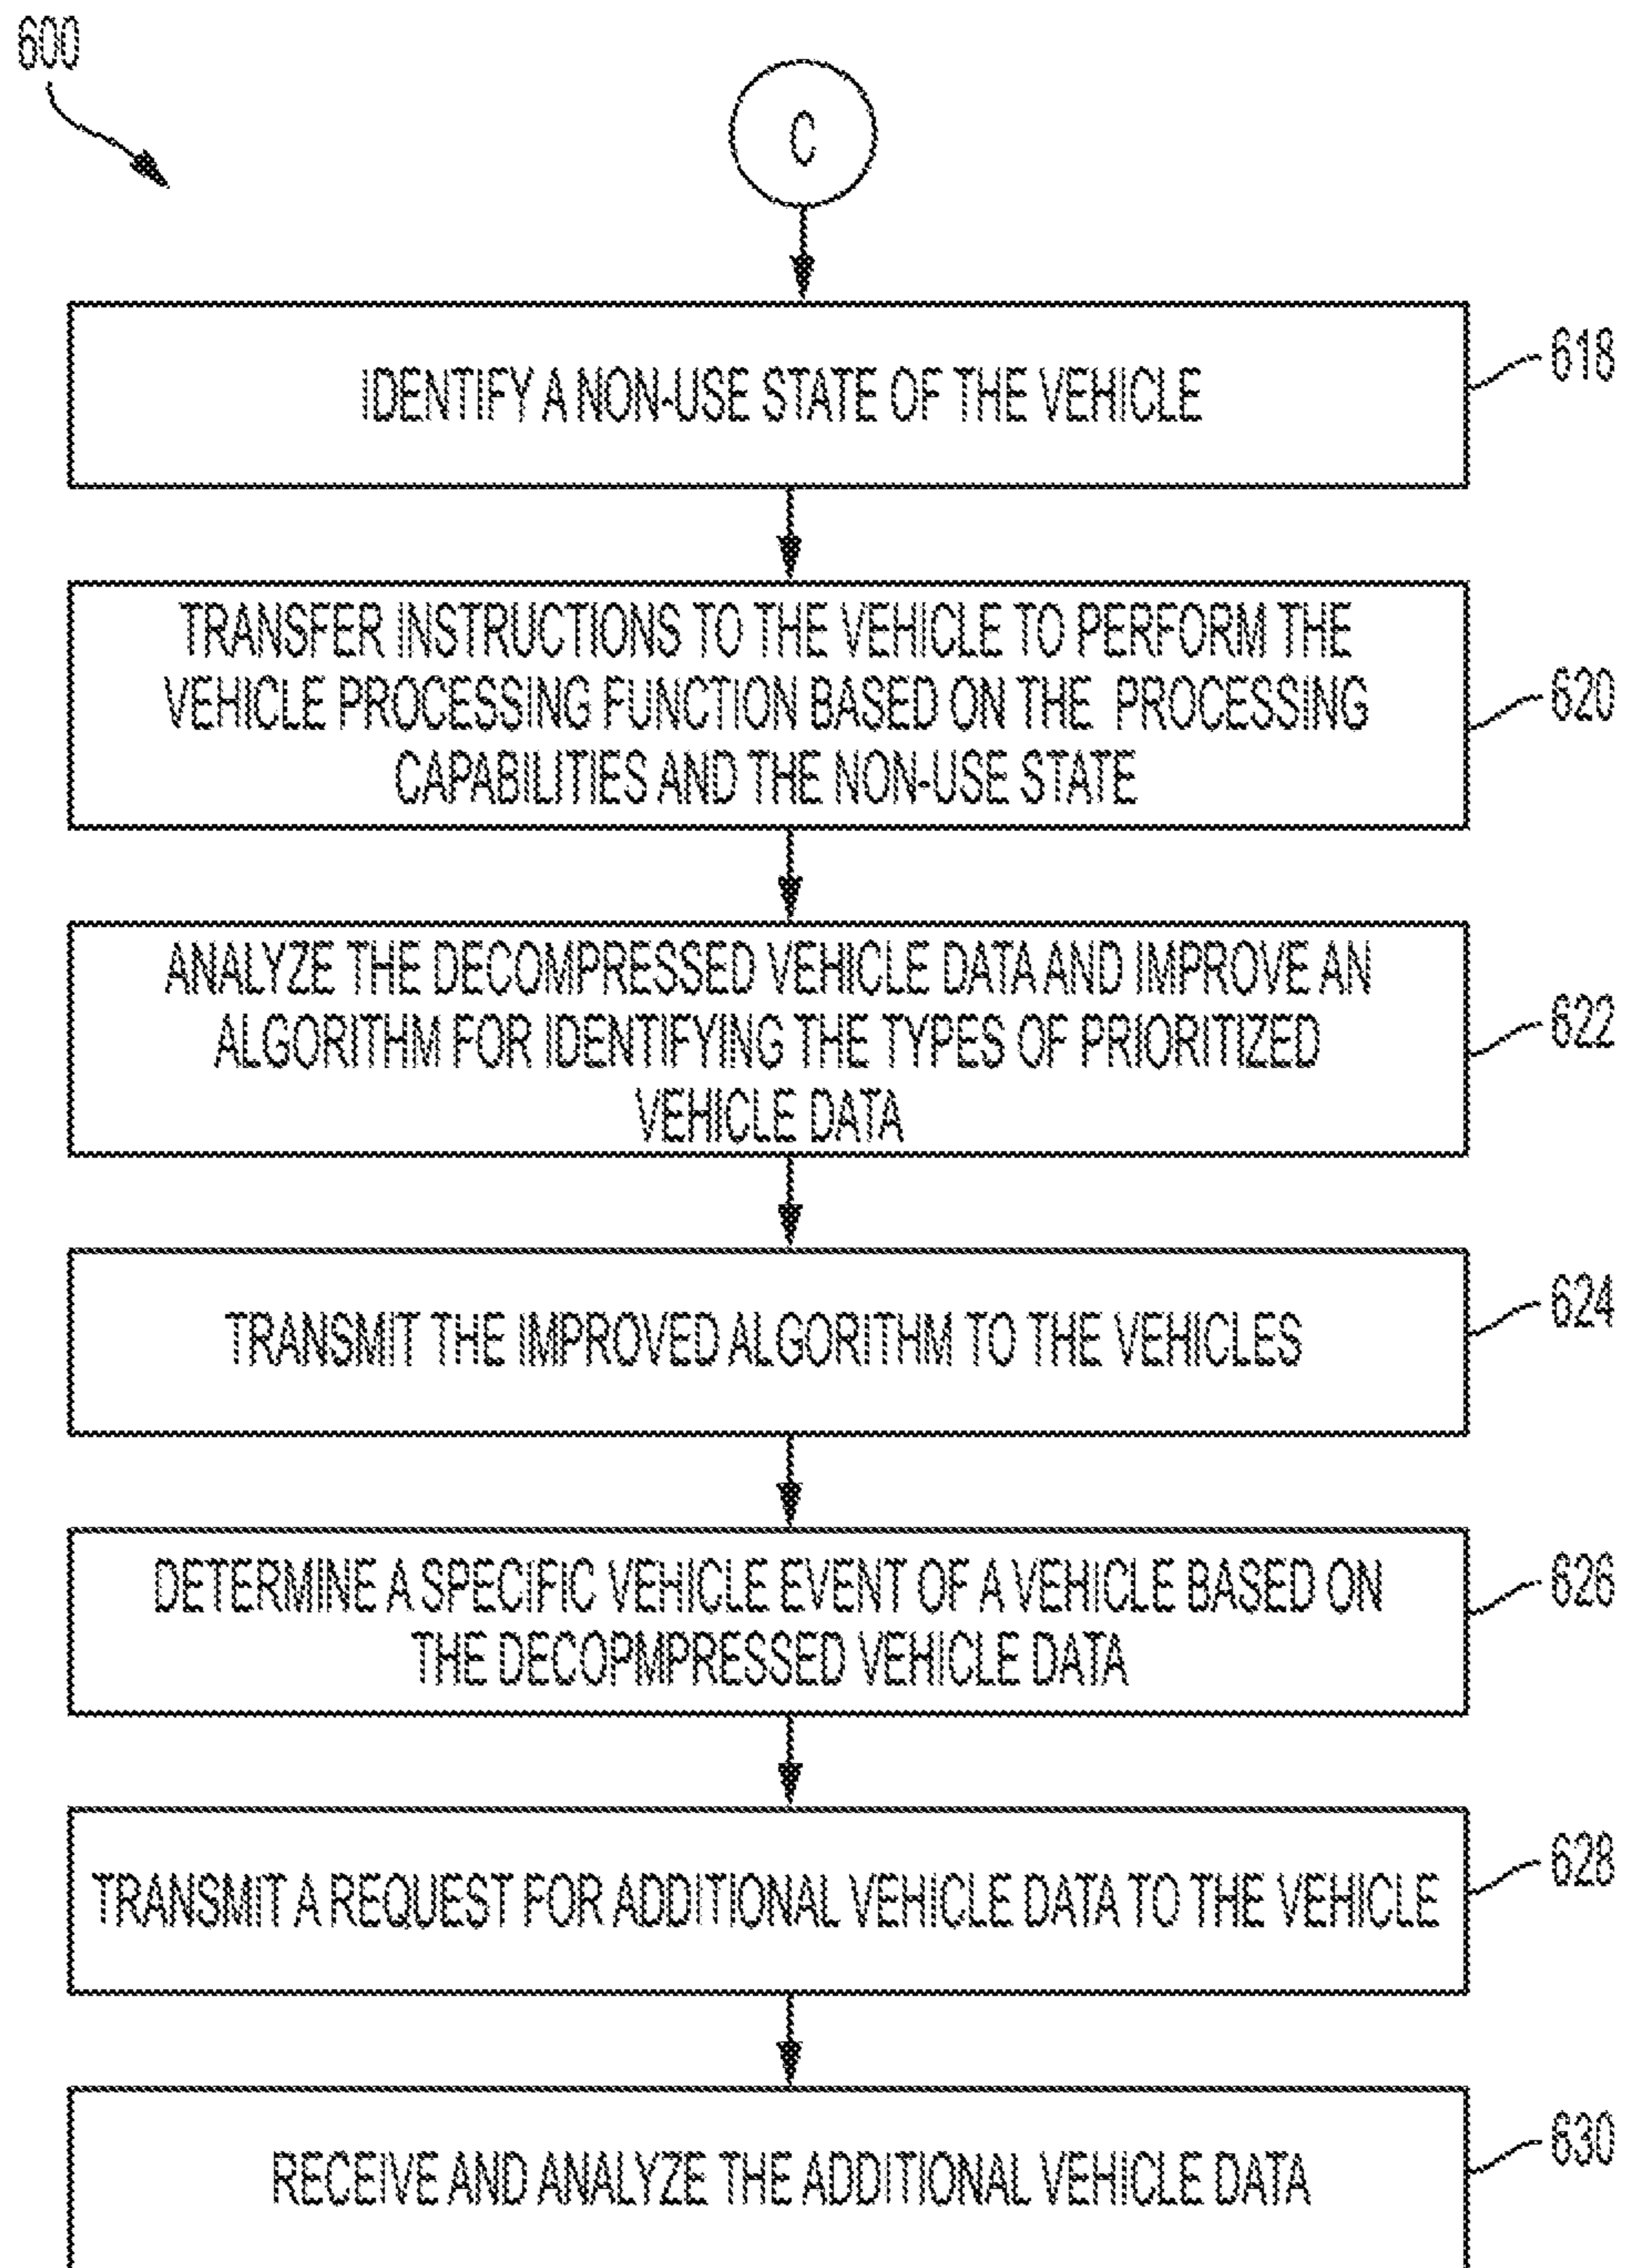 600
C
IDENTIFY A NON-USE STATE OF THE VEHICLE
618
TRANSFER INSTRUCTIONS TO THE VEHICLE TO PERFORM THE
VEHICLE PROCESSING FUNCTION BASED ON THE PROCESSING
CAPABILITIES AND THE NON-USE STATE
620
ANALYZE THE DECOMPRESSED VEHICLE DATA AND IMPROVE AN
ALGORITHM FOR IDENTIFYING THE TYPES OF PRIORITIZED
VEHICLE DATA
622
TRANSMIT THE IMPROVED ALGORITHM TO THE VEHICLES
624
DETERMINE A SPECIFIC VEHICLE EVENT OF A VEHICLE BASED ON
THE DECOPMPRESSED VEHICLE DATA
626
TRANSMIT A REQUEST FOR ADDITIONAL VEHICLE DATA TO THE VEHICLE
628
RECEIVE AND ANALYZE THE ADDITIONAL VEHICLE DATA
630